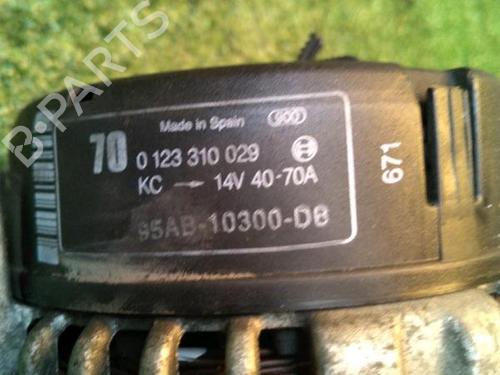 B-PARTS
Made in Spain
70 0 123 310 029
KC → 14V 40-70A
95AB-10300-DB
671